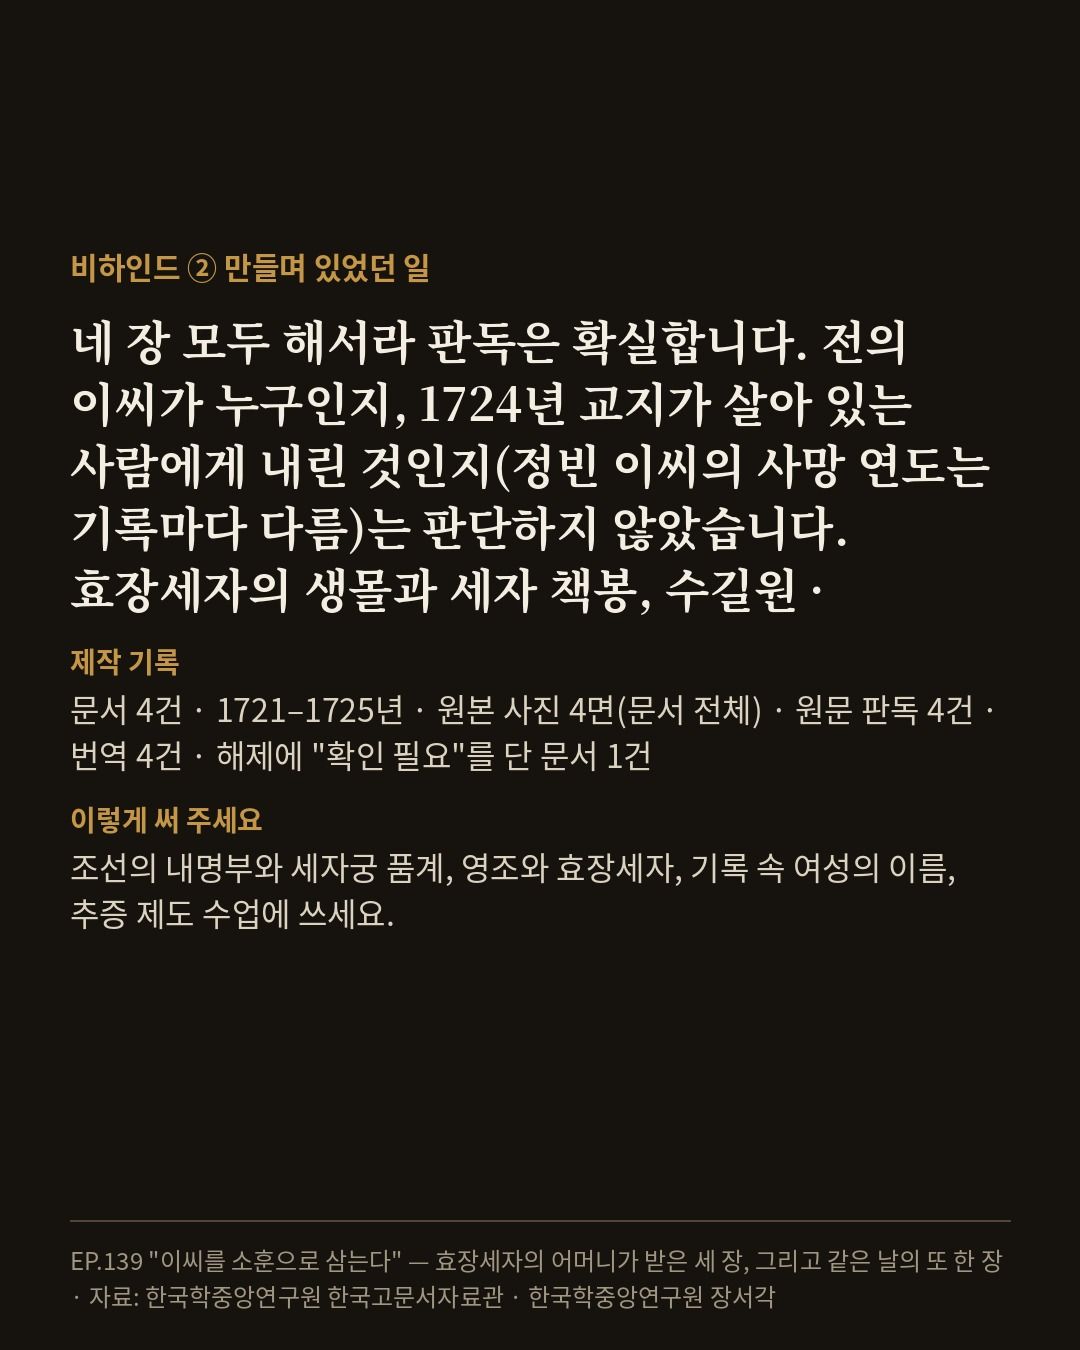 비하인드 ② 만들며 있었던 일
네 장 모두 해서라 판독은 확실합니다. 전의
이씨가 누구인지, 1724년 교지가 살아 있는
사람에게 내린 것인지(정빈 이씨의 사망 연도는
기록마다 다름)는 판단하지 않았습니다.
효장세자의 생몰과 세자 책봉, 수길원 ·
제작 기록
문서 4건 · 1721–1725년 · 원본 사진 4면(문서 전체) · 원문 판독 4건 ·
번역 4건 · 해제에 "확인 필요"를 단 문서 1건
이렇게 써 주세요
조선의 내명부와 세자궁 품계, 영조와 효장세자, 기록 속 여성의 이름,
추증 제도 수업에 쓰세요.
EP.139 "이씨를 소훈으로 삼는다" — 효장세자의 어머니가 받은 세 장, 그리고 같은 날의 또 한 장
· 자료: 한국학중앙연구원 한국고문서자료관 · 한국학중앙연구원 장서각